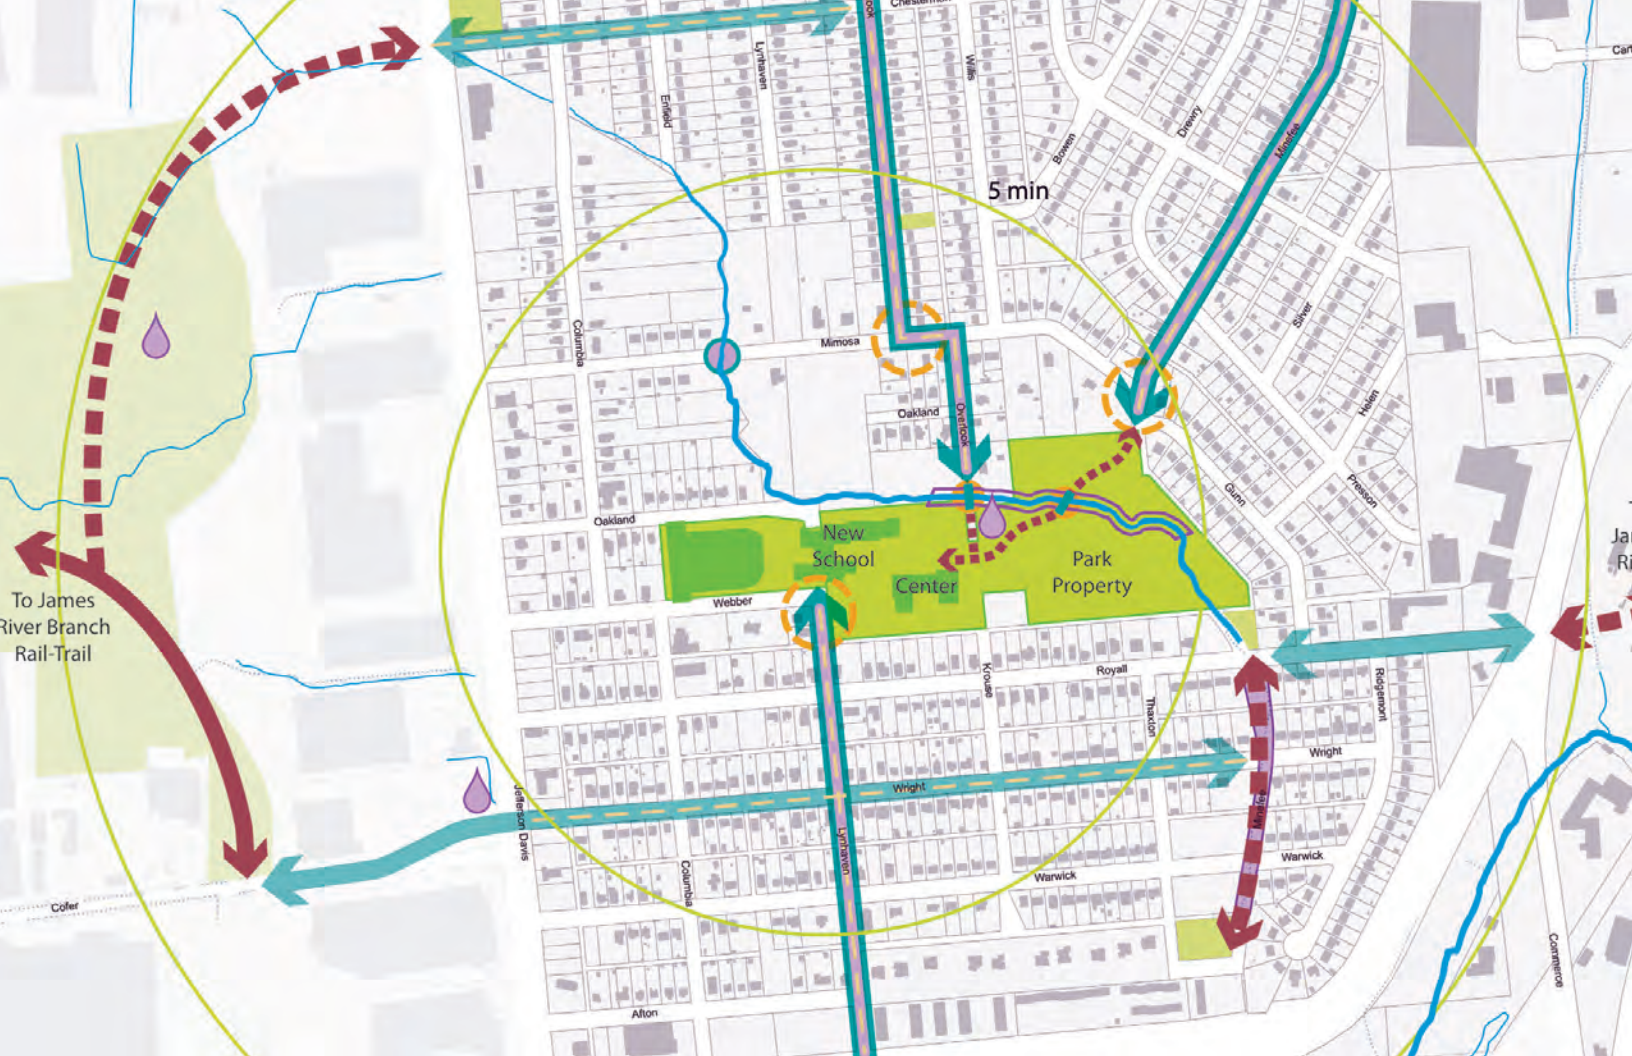 Chesterman
Cart
Lynhaven
Willis
Enfield
Bowen
Drewry
Minefee
5 min
Silver
Columbia
Mimosa
Helen
Oakland
Overlook
Presson
Gunn
Oakland
New
School
Center
Park
Property
Webber
To James
River Branch
Rail-Trail
Royall
Krouse
Thaxton
Ridgemont
Wright
Wright
Jefferson Davis
Minefee
Lynhaven
Warwick
Warwick
Columbia
Cofer
Commerce
Afton